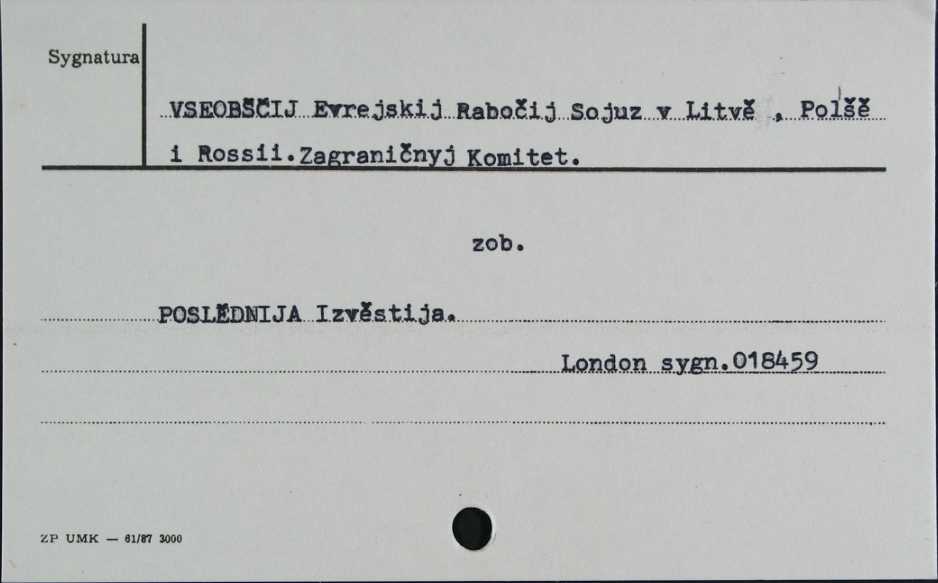 Sygnatura
VSEOBŠČIJ Evrejskij Rabočij Sojuz v Litvě , Polšě
i Rossii.Zagraničnyj Komitet.
zob.
POSLĚDNIJA Izvěstija.
London sygn.018459
ZP UMK — 61/87 3000